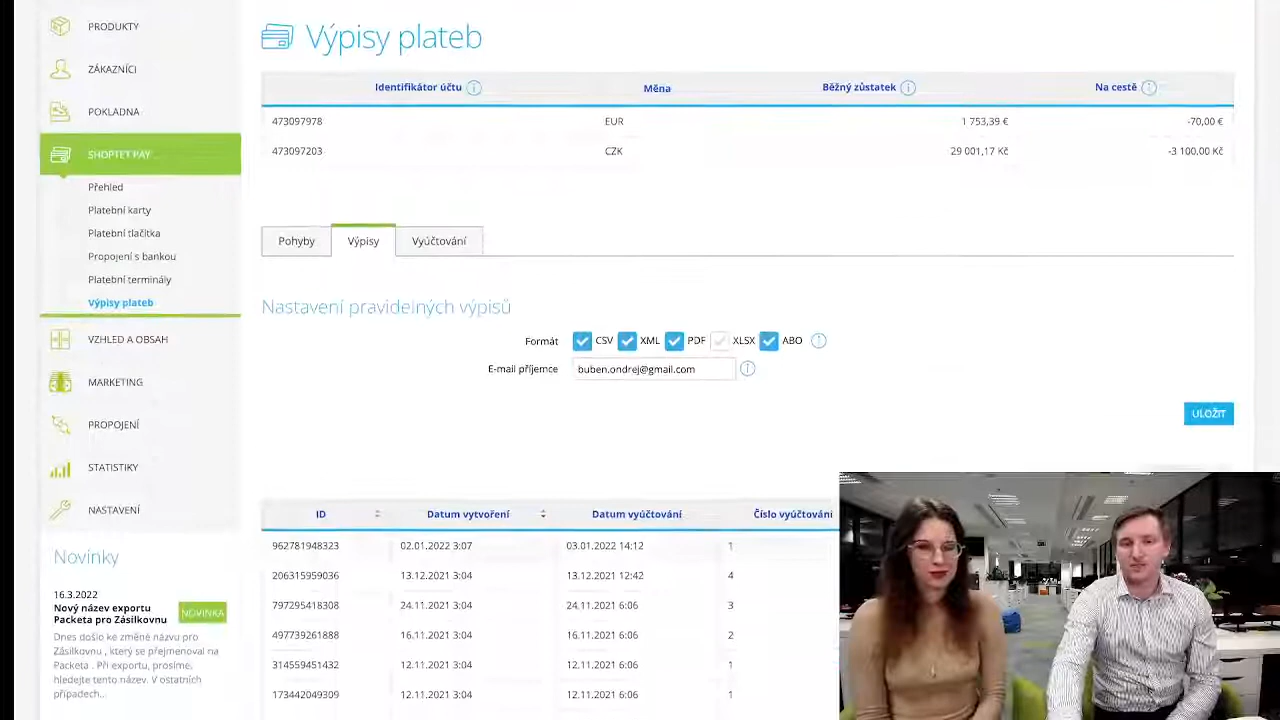 PRODUKTY
ZÁKAZNÍCI
POKLADNA
SHOPTET PAY
Přehled
Platební karty
Platební tlačítka
Propojení s bankou
Platební terminály
Výpisy plateb
VZHLED A OBSAH
MARKETING
PROPOJENÍ
STATISTIKY
NASTAVENÍ
Novinky
16.3.2022
Nový název exportu
Packeta pro Zásilkovnu NOVINKA
Dnes došlo ke změně názvu pro
Zásilkovnu , který se přejmenoval na
Packeta . Při exportu, prosíme,
hledejte tento název. V ostatních
případech...
Výpisy plateb
Identifikátor účtu Měna Běžný zůstatek Na cestě
473097978 EUR 1 753,39 € -70,00 €
473097203 CZK 29 001,17 Kč -3 100,00 Kč
Pohyby Výpisy Vyúčtování
Nastavení pravidelných výpisů
Formát CSV XML PDF XLSX ABO
E-mail příjemce buben.ondrej@gmail.com
ULOŽIT
ID Datum vytvoření Datum vyúčtování Číslo vyúčtování
962781948323 02.01.2022 3:07 03.01.2022 14:12 1
206315959036 13.12.2021 3:04 13.12.2021 12:42 4
797295418308 24.11.2021 3:04 24.11.2021 6:06 3
497739261888 16.11.2021 3:04 16.11.2021 6:06 2
314559451432 12.11.2021 3:04 12.11.2021 6:06 1
173442049309 12.11.2021 3:04 12.11.2021 6:06 1